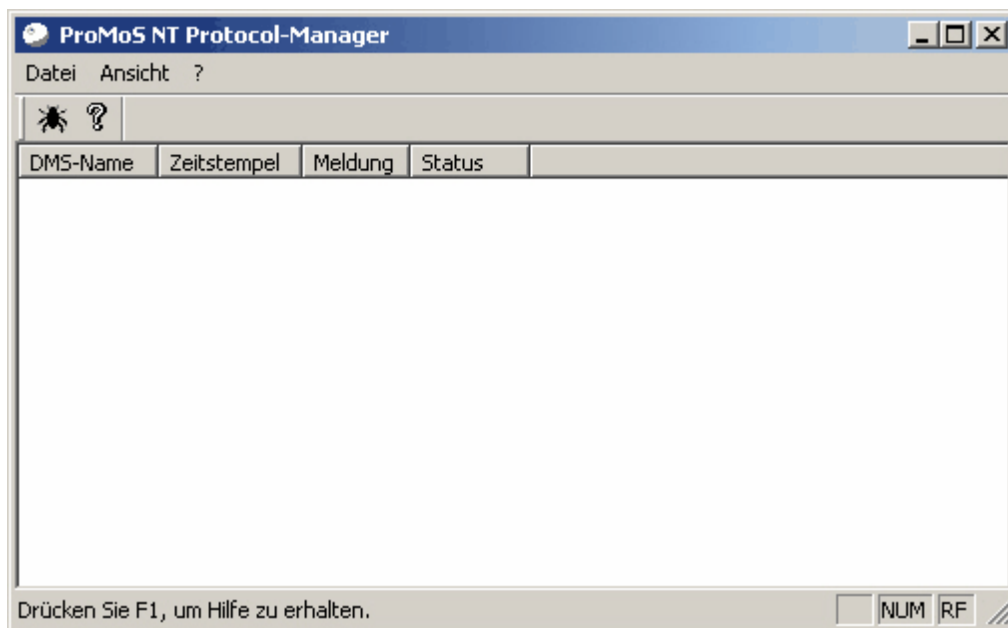 ProMoS NT Protocol-Manager
Datei Ansicht ?
DMS-Name Zeitstempel Meldung Status
Drücken Sie F1, um Hilfe zu erhalten. NUM RF